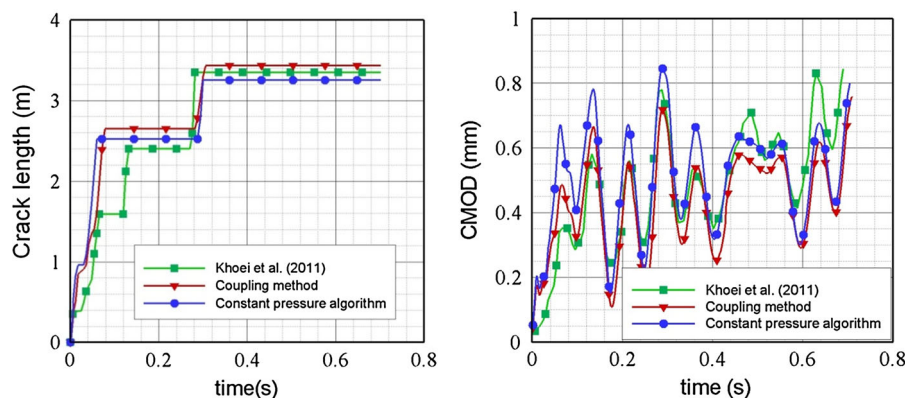 4
3
2
1
0
Crack length (m)
0
0.2
0.4
0.6
0.8
time(s)
Khoei et al. (2011)
Coupling method
Constant pressure algorithm
1
0.8
0.6
0.4
0.2
0
CMOD (mm)
0
0.2
0.4
0.6
0.8
time (s)
Khoei et al. (2011)
Coupling method
Constant pressure algorithm